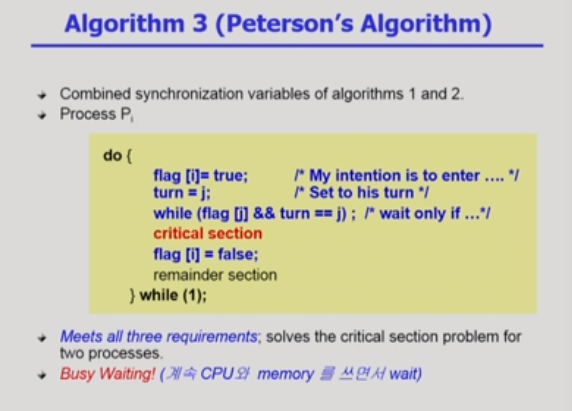 Algorithm 3 (Peterson's Algorithm)
Combined synchronization variables of algorithms 1 and 2.
Process Pi
do {
flag [i]= true; /* My intention is to enter .... */
turn = j; /* Set to his turn */
while (flag [j] && turn == j) ; /* wait only if ...*/
critical section
flag [i] = false;
remainder section
} while (1);
Meets all three requirements; solves the critical section problem for
two processes.
Busy Waiting! (계속 CPU와 memory 를 쓰면서 wait)